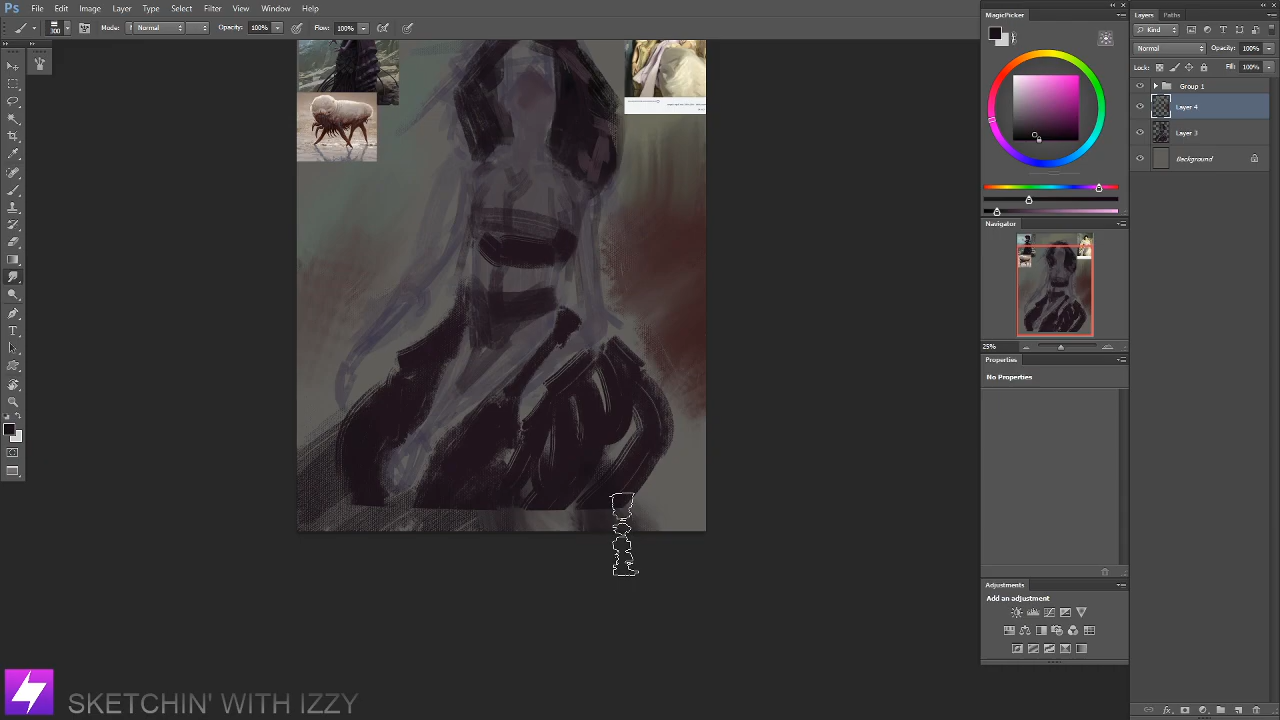 Ps File Edit Image Layer Type Select Filter View Window Help
300 Mode: Normal Opacity: 100% Flow: 100%
MagicPicker
Navigator
25%
Properties
No Properties
Adjustments
Add an adjustment
Layers Paths
Kind
Normal Opacity: 100%
Lock: Fill: 100%
Group 1
Layer 4
Layer 3
Background
SKETCHIN' WITH IZZY